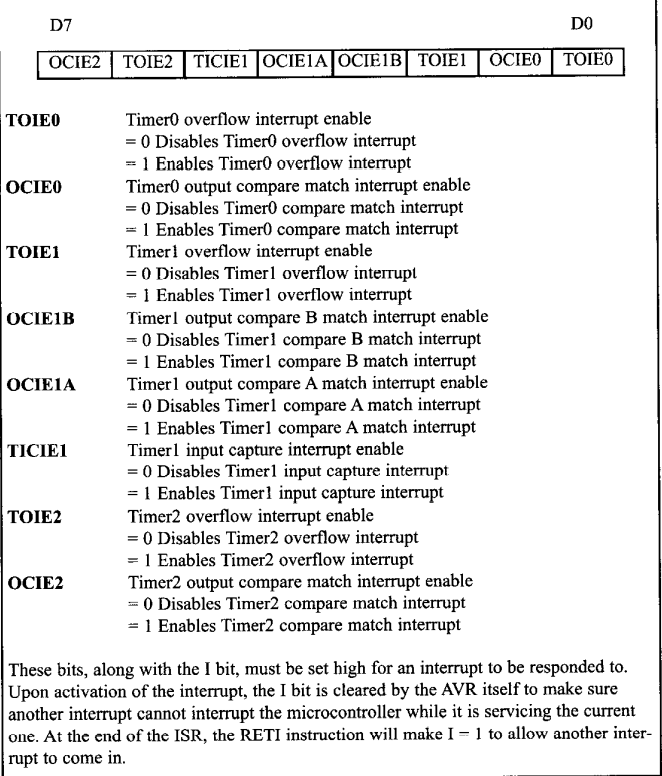 D7 D0
OCIE2 TOIE2 TICIE1 OCIE1A OCIE1B TOIE1 OCIE0 TOIE0
TOIE0 Timer0 overflow interrupt enable
= 0 Disables Timer0 overflow interrupt
= 1 Enables Timer0 overflow interrupt
OCIE0 Timer0 output compare match interrupt enable
= 0 Disables Timer0 compare match interrupt
= 1 Enables Timer0 compare match interrupt
TOIE1 Timer1 overflow interrupt enable
= 0 Disables Timer1 overflow interrupt
= 1 Enables Timer1 overflow interrupt
OCIE1B Timer1 output compare B match interrupt enable
= 0 Disables Timer1 compare B match interrupt
= 1 Enables Timer1 compare B match interrupt
OCIE1A Timer1 output compare A match interrupt enable
= 0 Disables Timer1 compare A match interrupt
= 1 Enables Timer1 compare A match interrupt
TICIE1 Timer1 input capture interrupt enable
= 0 Disables Timer1 input capture interrupt
= 1 Enables Timer1 input capture interrupt
TOIE2 Timer2 overflow interrupt enable
= 0 Disables Timer2 overflow interrupt
= 1 Enables Timer2 overflow interrupt
OCIE2 Timer2 output compare match interrupt enable
= 0 Disables Timer2 compare match interrupt
= 1 Enables Timer2 compare match interrupt
These bits, along with the I bit, must be set high for an interrupt to be responded to.
Upon activation of the interrupt, the I bit is cleared by the AVR itself to make sure
another interrupt cannot interrupt the microcontroller while it is servicing the current
one. At the end of the ISR, the RETI instruction will make I = 1 to allow another inter-
rupt to come in.